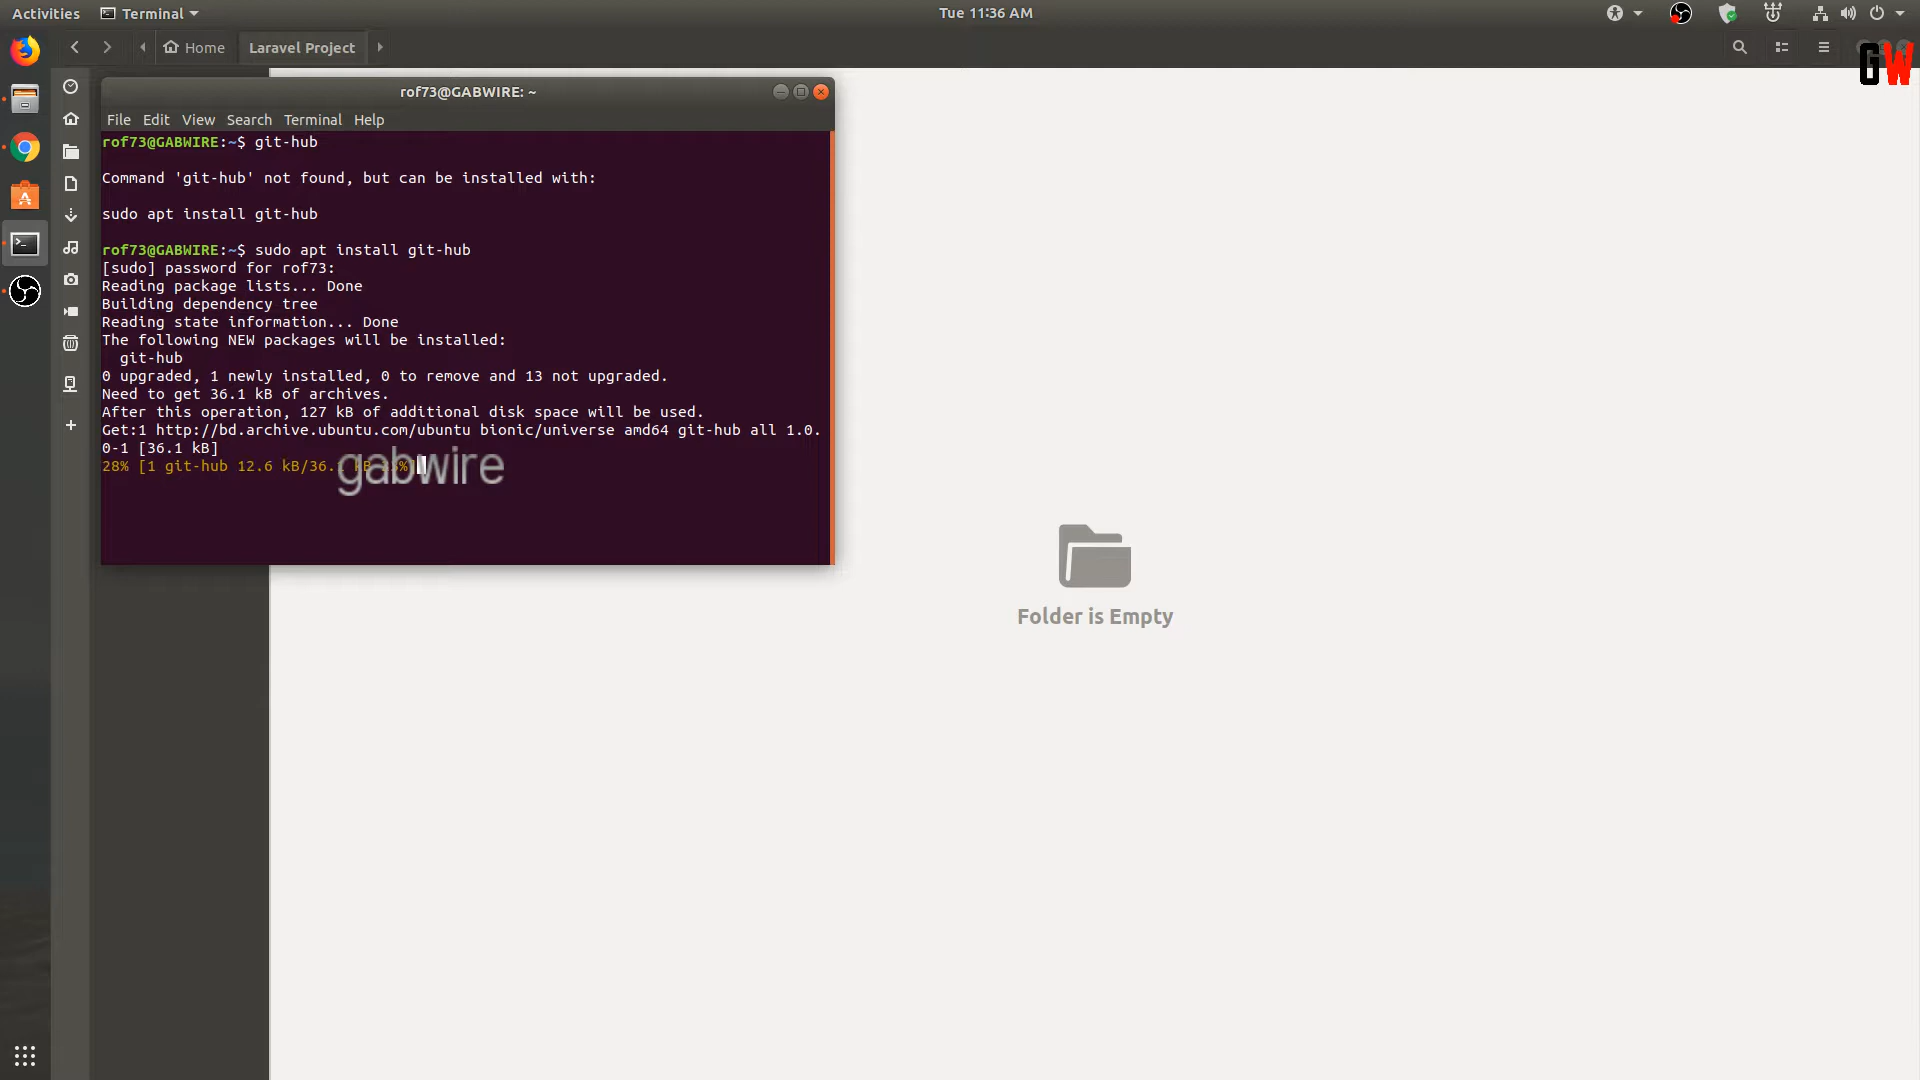 Activities
Terminal
Tue 11:36 AM
Home
Laravel Project
GW
rof73@GABWIRE: ~
File Edit View Search Terminal Help
rof73@GABWIRE:~$ git-hub
Command 'git-hub' not found, but can be installed with:
sudo apt install git-hub
rof73@GABWIRE:~$ sudo apt install git-hub
[sudo] password for rof73:
Reading package lists... Done
Building dependency tree
Reading state information... Done
The following NEW packages will be installed:
git-hub
0 upgraded, 1 newly installed, 0 to remove and 13 not upgraded.
Need to get 36.1 kB of archives.
After this operation, 127 kB of additional disk space will be used.
Get:1 http://bd.archive.ubuntu.com/ubuntu bionic/universe amd64 git-hub all 1.0.
0-1 [36.1 kB]
28% [1 git-hub 12.6 kB/36.1 kB
gabwire
Folder is Empty